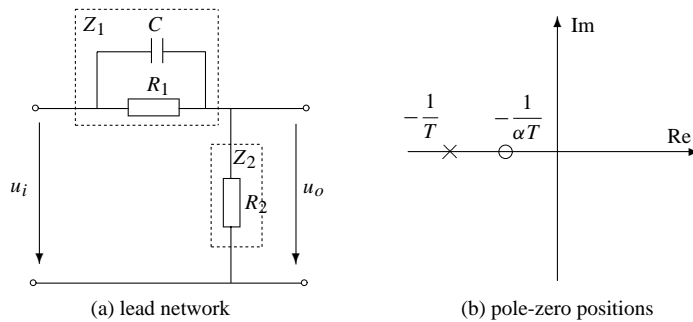 Z1
C
R1
Z2
R2
ui
uo
(a) lead network
Im
Re
−1/T
−1/αT
(b) pole-zero positions